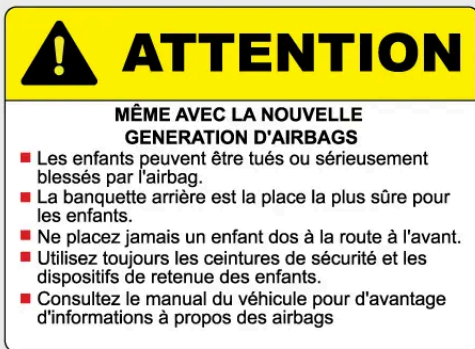 ATTENTION
MÊME AVEC LA NOUVELLE
GENERATION D'AIRBAGS
Les enfants peuvent être tués ou sérieusement
blessés par l'airbag.
La banquette arrière est la place la plus sûre pour
les enfants.
Ne placez jamais un enfant dos à la route à l'avant.
Utilisez toujours les ceintures de sécurité et les
dispositifs de retenue des enfants.
Consultez le manual du véhicule pour d'avantage
d'informations à propos des airbags